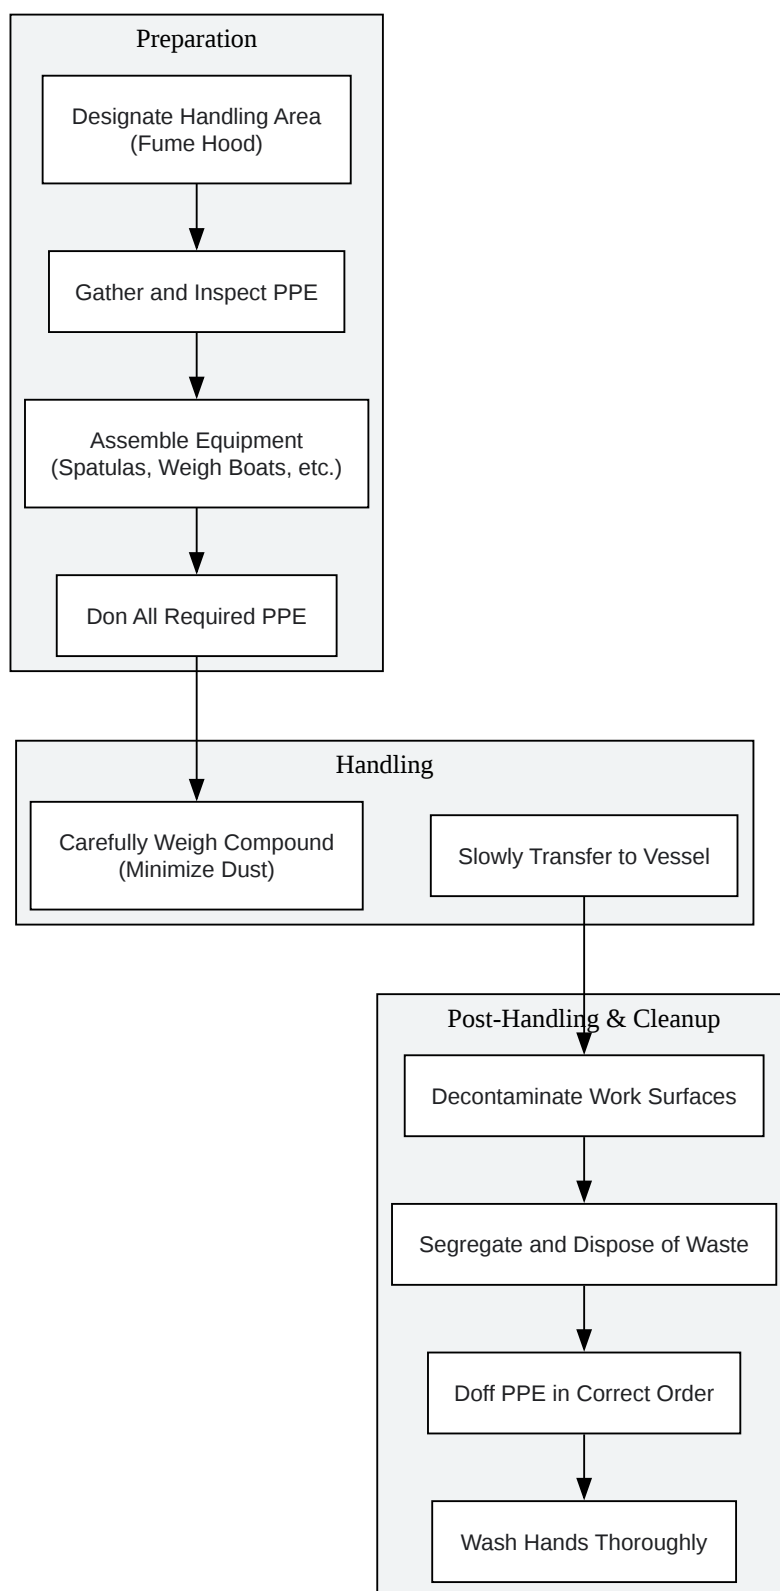 Preparation
Designate Handling Area
(Fume Hood)
Gather and Inspect PPE
Assemble Equipment
(Spatulas, Weigh Boats, etc.)
Don All Required PPE
Handling
Carefully Weigh Compound
(Minimize Dust)
Slowly Transfer to Vessel
Post-Handling & Cleanup
Decontaminate Work Surfaces
Segregate and Dispose of Waste
Doff PPE in Correct Order
Wash Hands Thoroughly